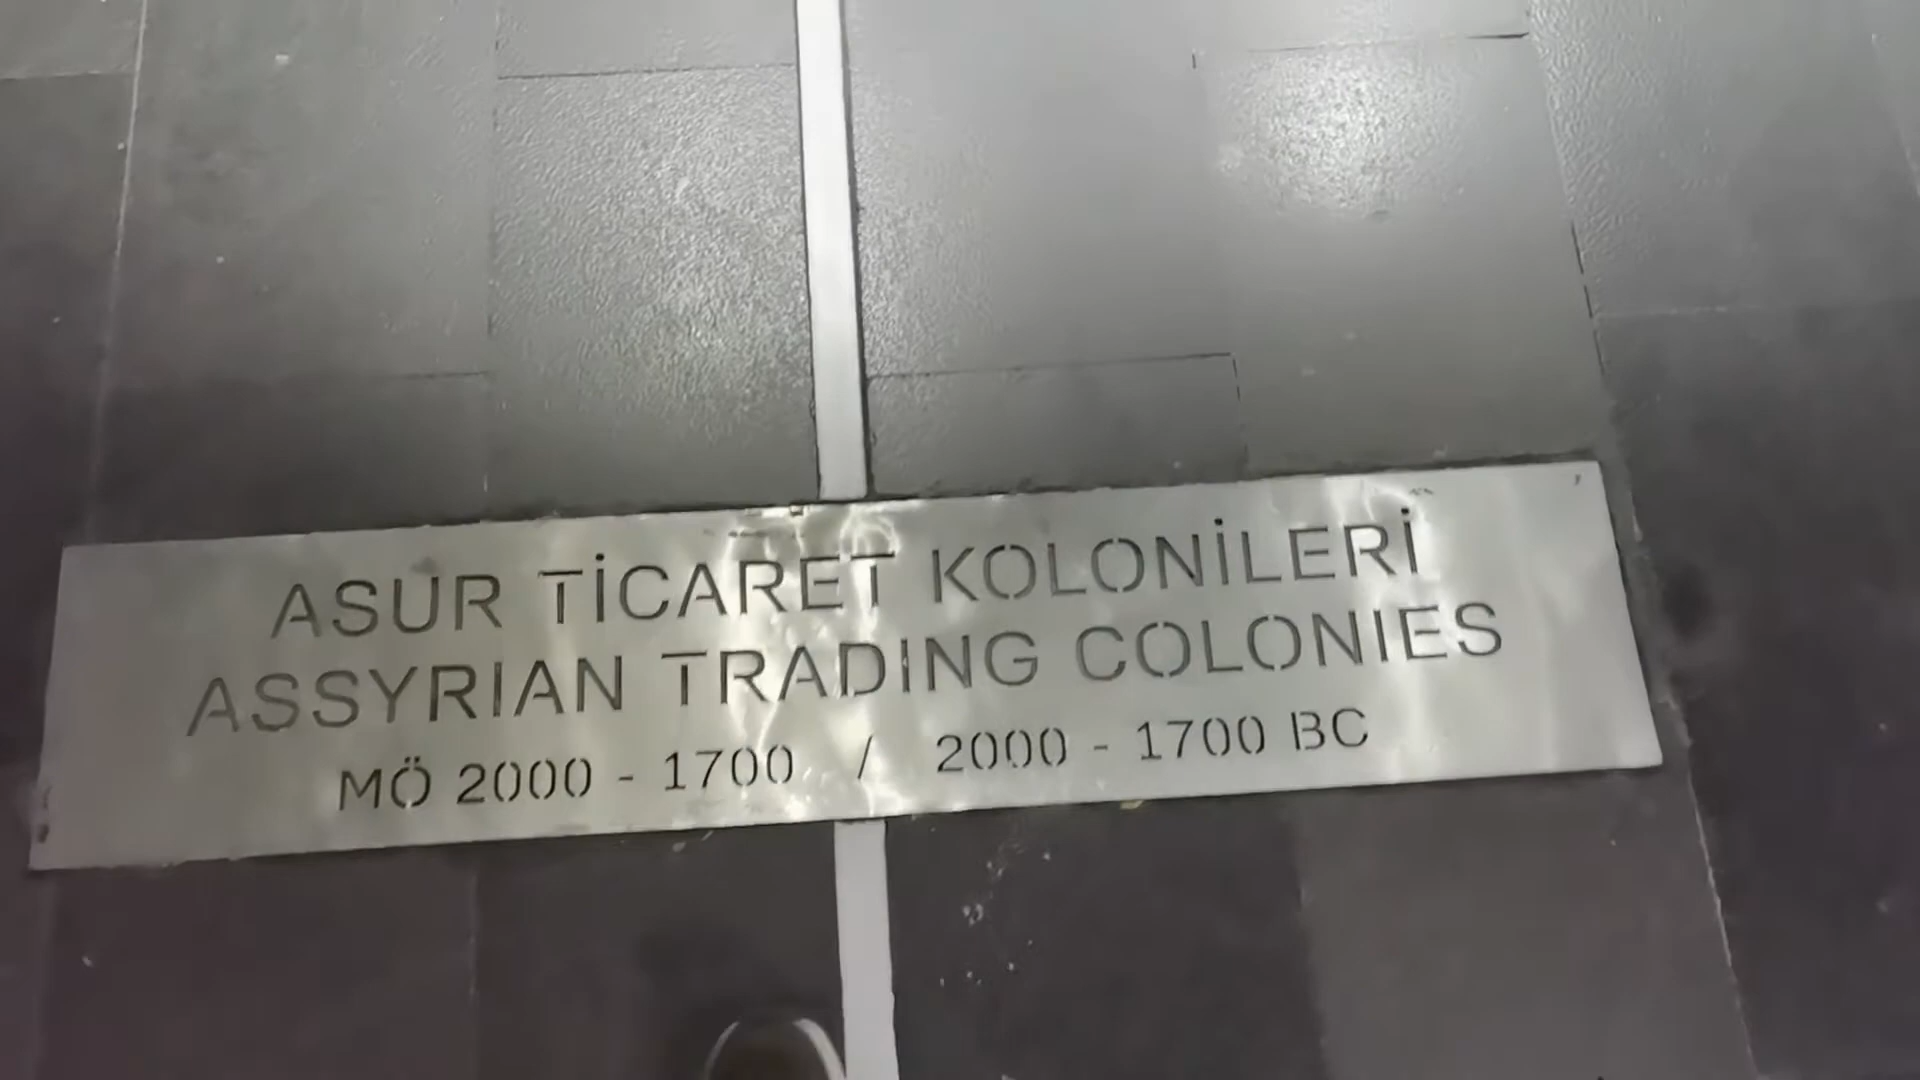 ASUR TİCARET KOLONİLERİ
ASSYRIAN TRADING COLONIES
MÖ 2000 - 1700 / 2000 - 1700 BC